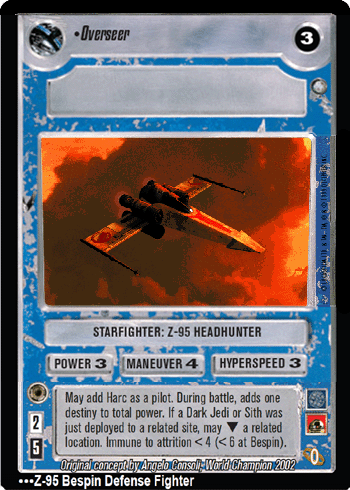 •Overseer
3
STARFIGHTER: Z-95 HEADHUNTER
POWER 3
MANEUVER 4
HYPERSPEED 3
May add Harc as a pilot. During battle, adds one
destiny to total power. If a Dark Jedi or Sith was
just deployed to a related site, may ▼ a
related location. Immune to attrition < 4 (< 6 at Bespin).
2
5
0
Original concept by Angelo Consoli, World Champion 2002
•••Z-95 Bespin Defense Fighter